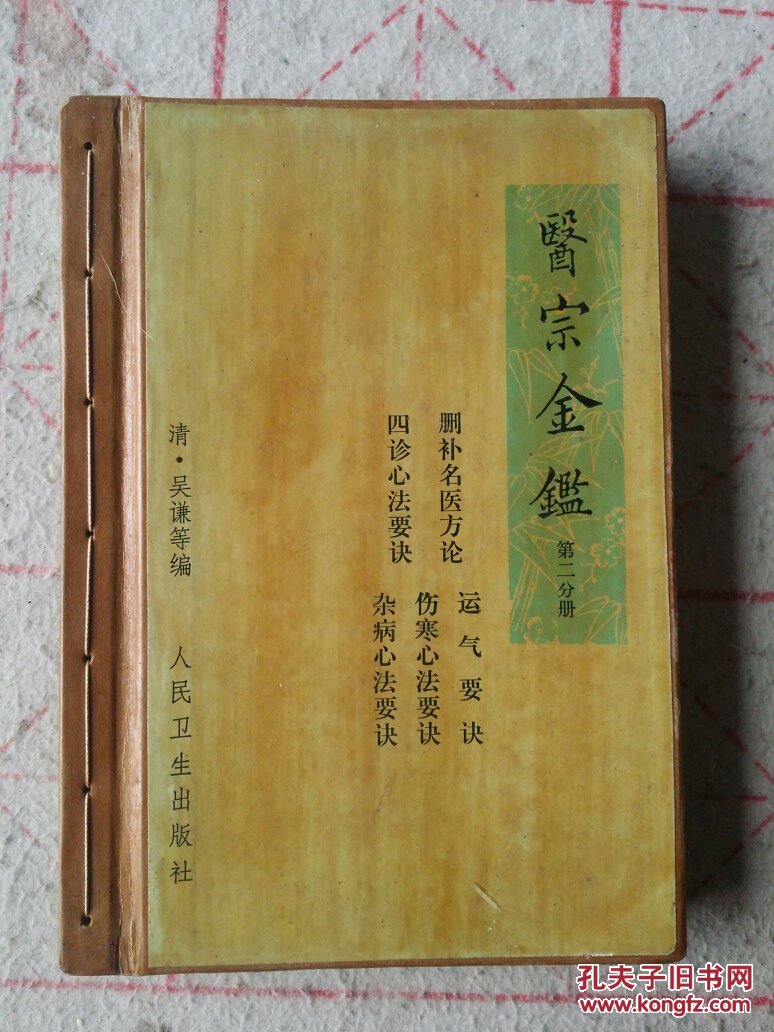 醫宗金鑑
第二分册
删补名医方论
四诊心法要诀
运气要诀
伤寒心法要诀
杂病心法要诀
清·吴谦等编
人民卫生出版社
孔夫子旧书网
www.kongfz.com